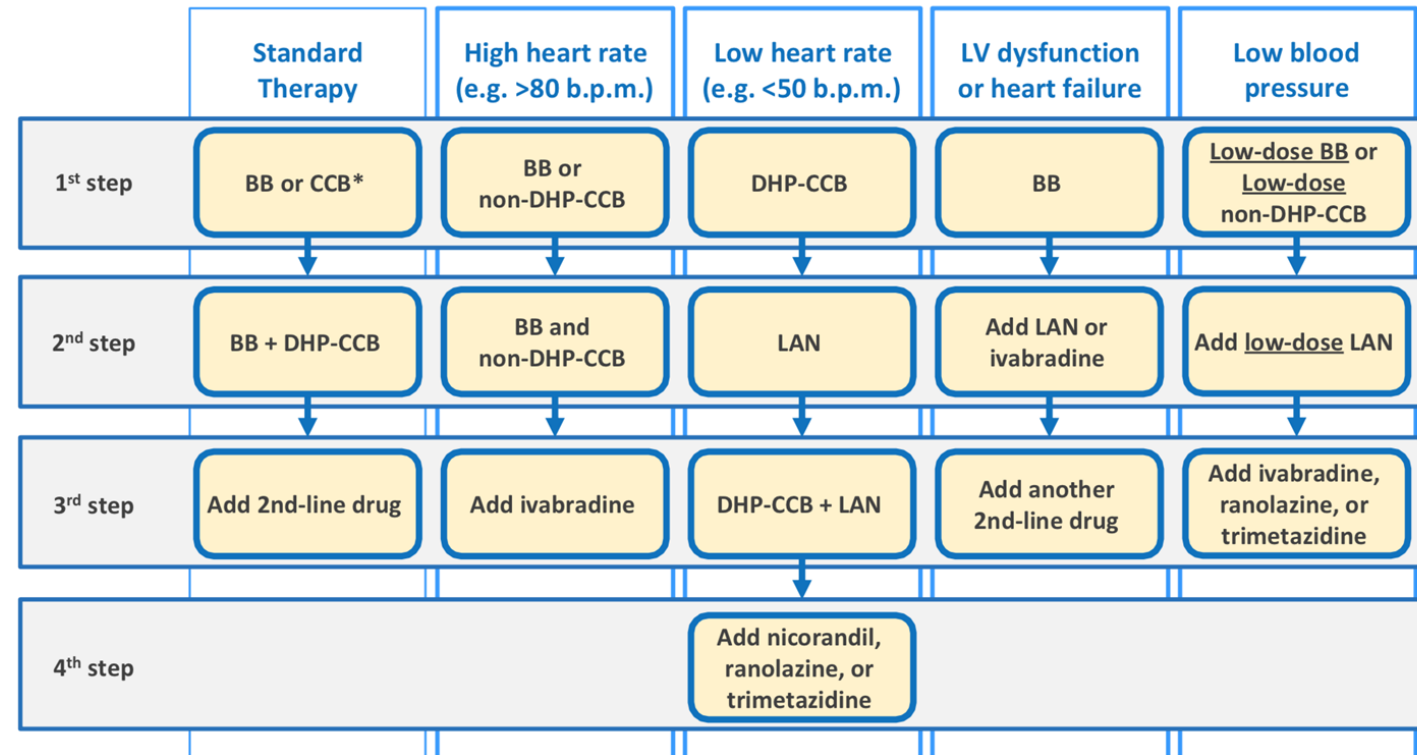 Standard
Therapy
High heart rate
(e.g. >80 b.p.m.)
Low heart rate
(e.g. <50 b.p.m.)
LV dysfunction
or heart failure
Low blood
pressure
1st step
BB or CCB*
BB or
non-DHP-CCB
DHP-CCB
BB
Low-dose BB or
Low-dose
non-DHP-CCB
2nd step
BB + DHP-CCB
BB and
non-DHP-CCB
LAN
Add LAN or
ivabradine
Add low-dose LAN
3rd step
Add 2nd-line drug
Add ivabradine
DHP-CCB + LAN
Add another
2nd-line drug
Add ivabradine,
ranolazine, or
trimetazidine
4th step
Add nicorandil,
ranolazine, or
trimetazidine